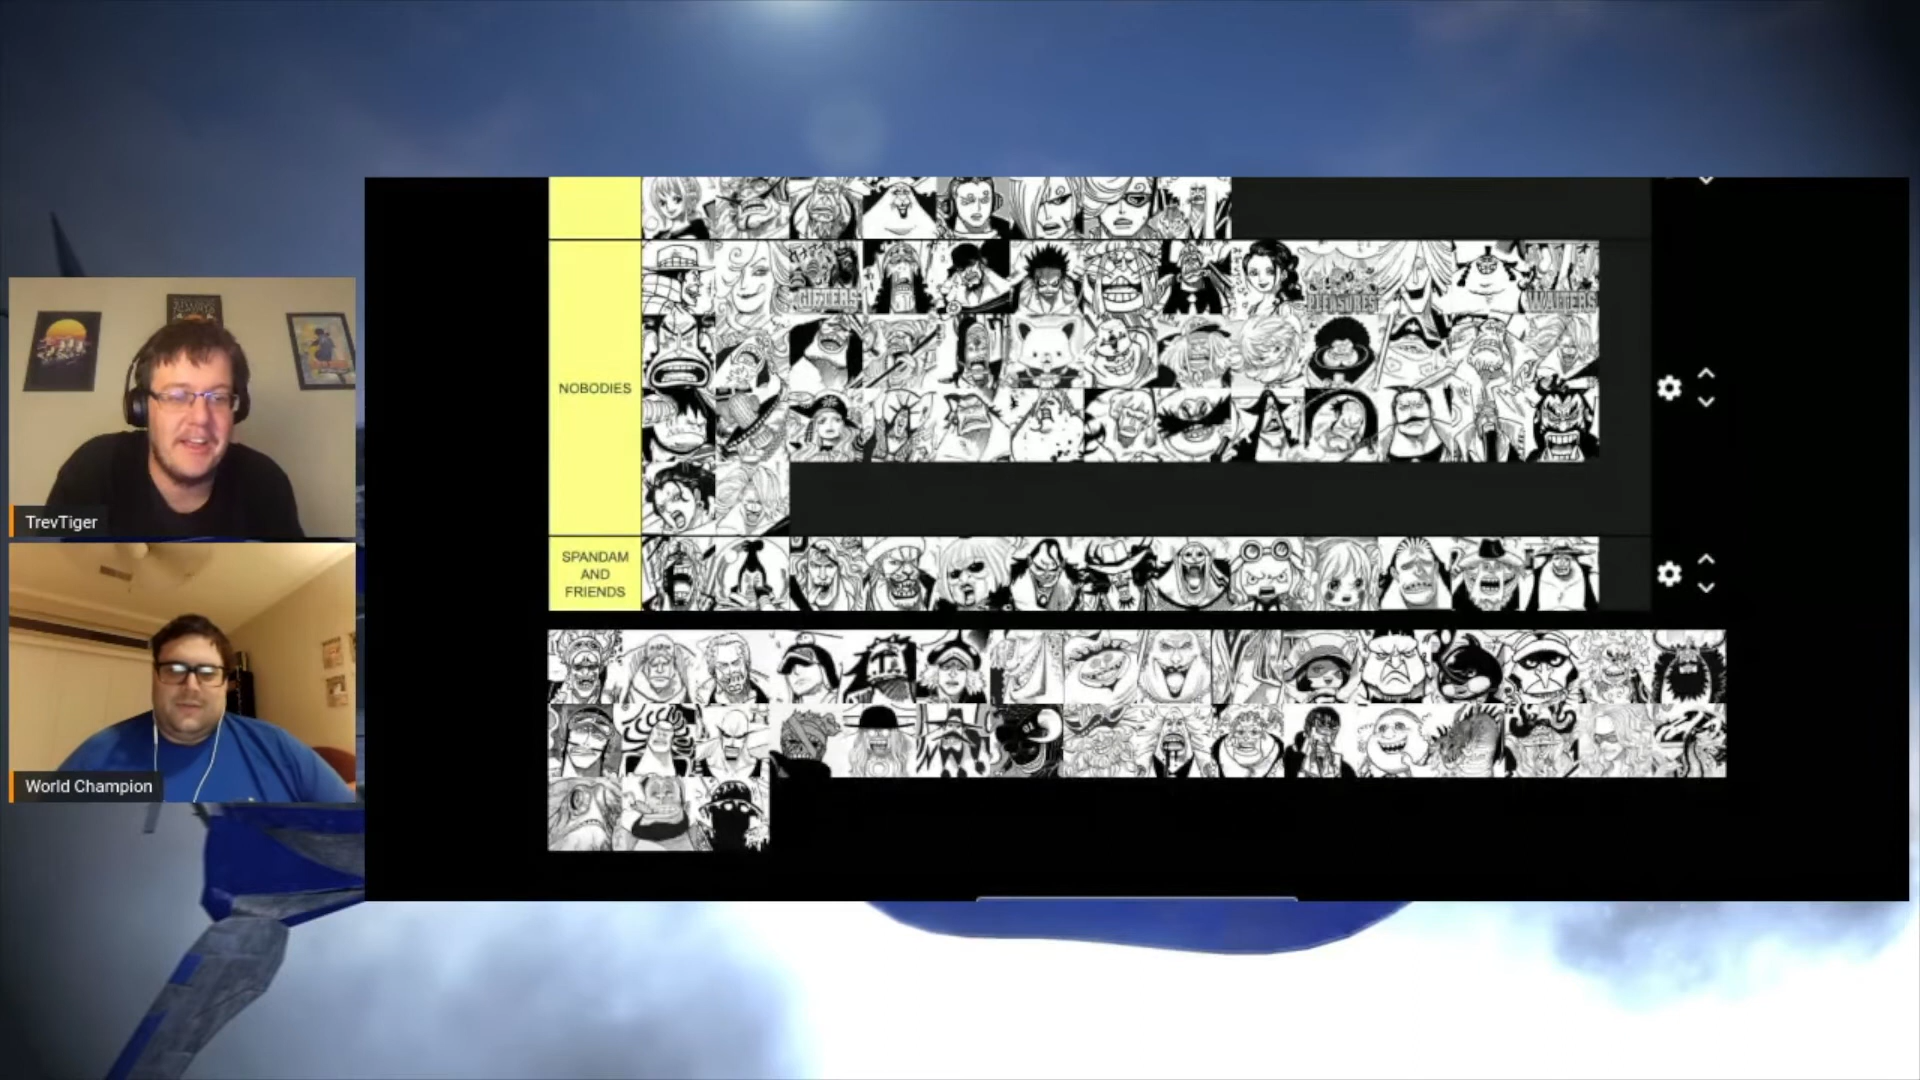 TrevTiger
World Champion
GIFTERS
PLEASURES
WAITERS
NOBODIES
SPANDAM
AND
FRIENDS